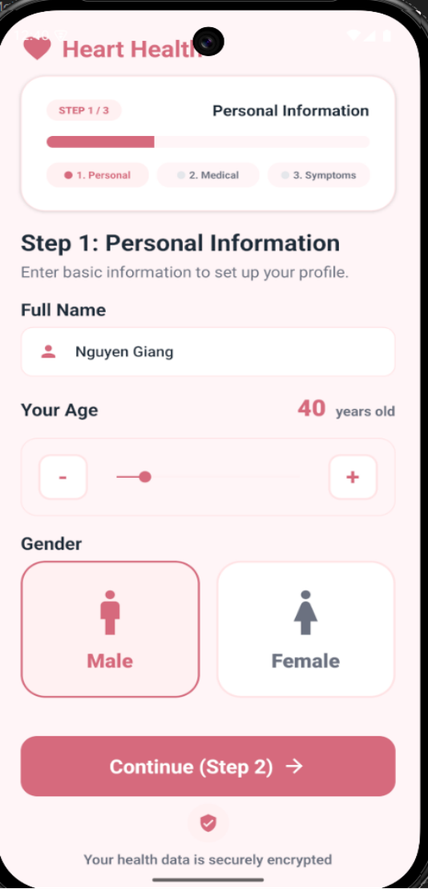 Heart Health
STEP 1 / 3
Personal Information
1. Personal
2. Medical
3. Symptoms
Step 1: Personal Information
Enter basic information to set up your profile.
Full Name
Nguyen Giang
Your Age
40 years old
-
+
Gender
Male
Female
Continue (Step 2) →
Your health data is securely encrypted